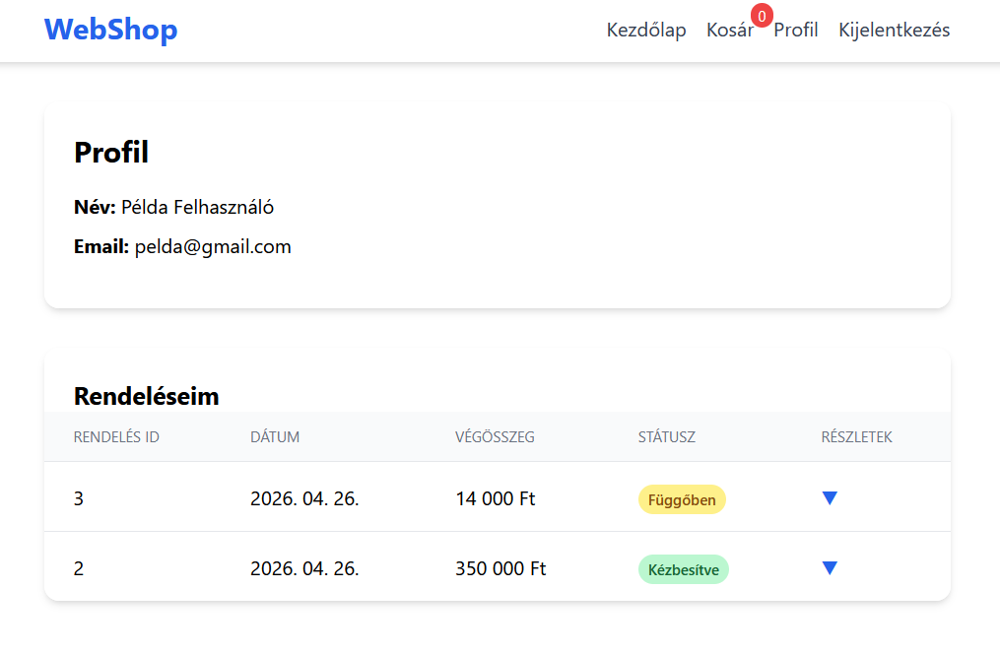 WebShop
Kezdőlap Kosár 0 Profil Kijelentkezés
Profil
Név: Példa Felhasználó
Email: pelda@gmail.com
Rendeléseim
RENDELÉS ID DÁTUM VÉGÖSSZEG STÁTUSZ RÉSZLETEK
3 2026. 04. 26. 14 000 Ft Függőben ▼
2 2026. 04. 26. 350 000 Ft Kézbesítve ▼